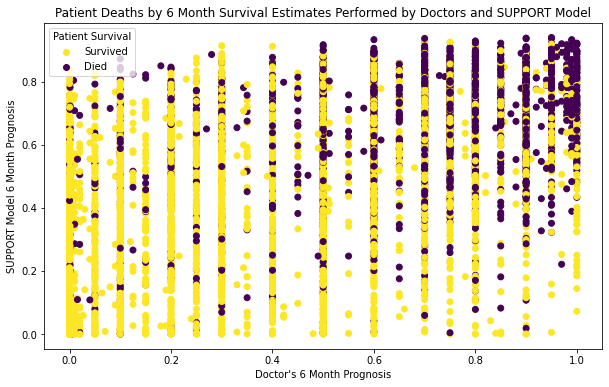 Patient Deaths by 6 Month Survival Estimates Performed by Doctors and SUPPORT Model
Patient Survival
Survived
Died
0.8
0.6
0.4
0.2
0.0
SUPPORT Model 6 Month Prognosis
0.0 0.2 0.4 0.6 0.8 1.0
Doctor's 6 Month Prognosis